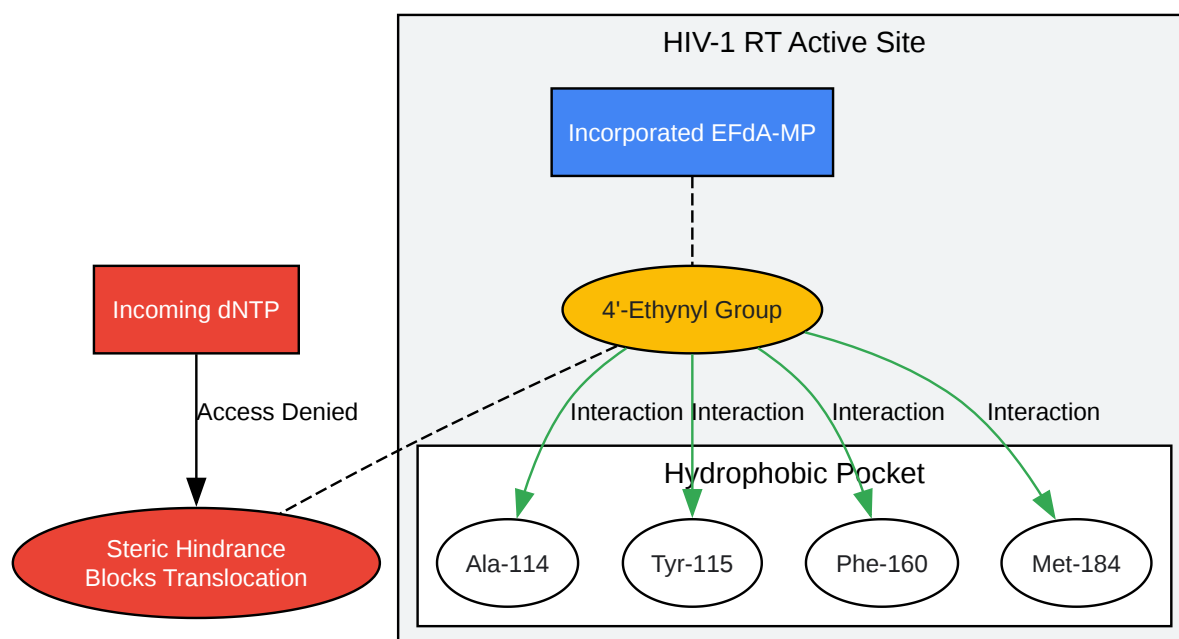 HIV-1 RT Active Site
Incorporated EFdA-MP
Incoming dNTP
4'-Ethynyl Group
Access Denied
Interaction
Interaction
Interaction
Interaction
Hydrophobic Pocket
Steric Hindrance
Blocks Translocation
Ala-114
Tyr-115
Phe-160
Met-184